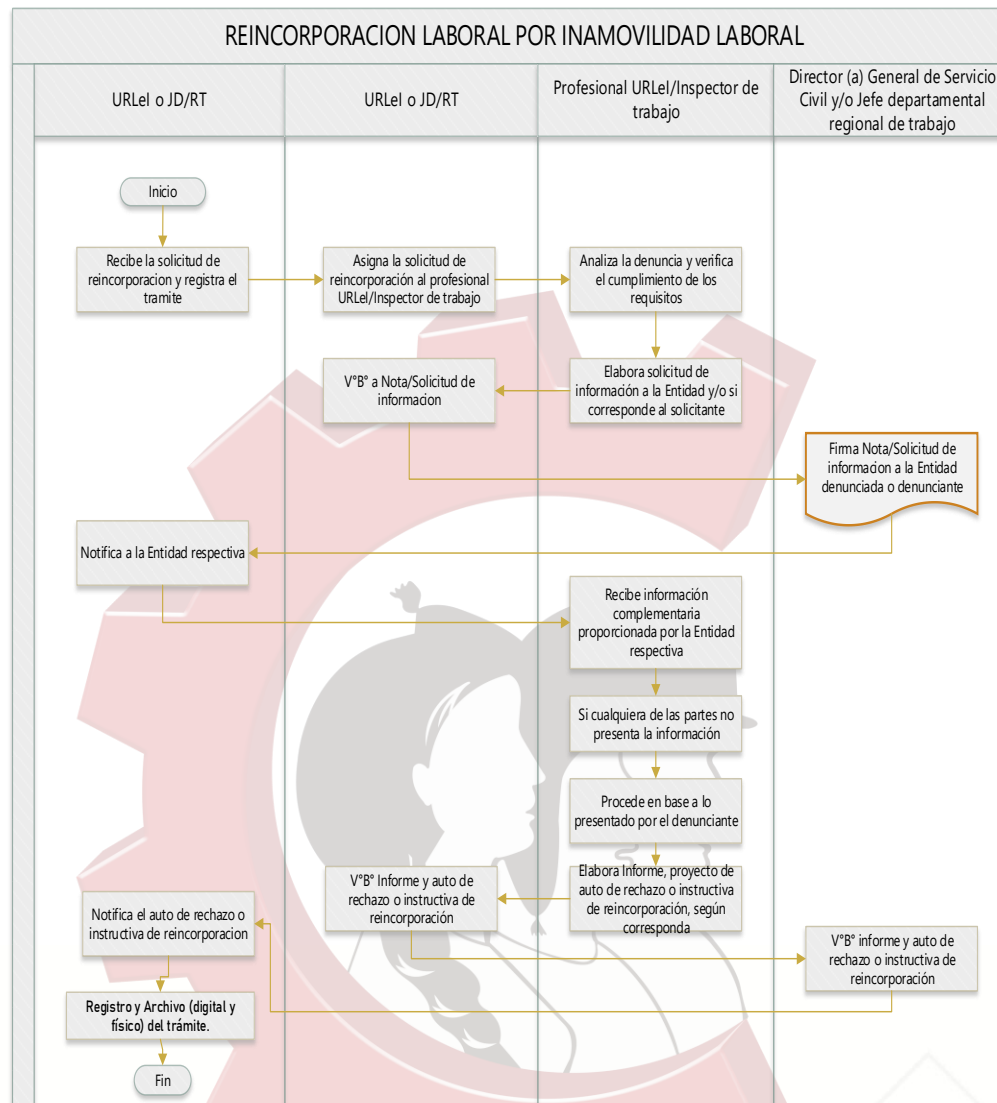 REINCORPORACION LABORAL POR INAMOVILIDAD LABORAL
URLeI o JD/RT
URLeI o JD/RT
Profesional URLeI/Inspector de
trabajo
Director (a) General de Servicio
Civil y/o Jefe departamental
regional de trabajo
Inicio
Recibe la solicitud de
reincorporacion y registra el
tramite
Asigna la solicitud de
reincorporación al profesional
URLeI/Inspector de trabajo
Analiza la denuncia y verifica
el cumplimiento de los
requisitos
Elabora solicitud de
información a la Entidad y/o si
corresponde al solicitante
V°B° a Nota/Solicitud de
informacion
Firma Nota/Solicitud de
informacion a la Entidad
denunciada o denunciante
Notifica a la Entidad respectiva
Recibe información
complementaria
proporcionada por la Entidad
respectiva
Si cualquiera de las partes no
presenta la información
Procede en base a lo
presentado por el denunciante
Elabora Informe, proyecto de
auto de rechazo o instructiva
de reincorporación, según
corresponda
V°B° Informe y auto de
rechazo o instructiva de
reincorporación
V°B° informe y auto de
rechazo o instructiva de
reincorporación
Notifica el auto de rechazo o
instructiva de reincorporacion
Registro y Archivo (digital y
físico) del trámite.
Fin